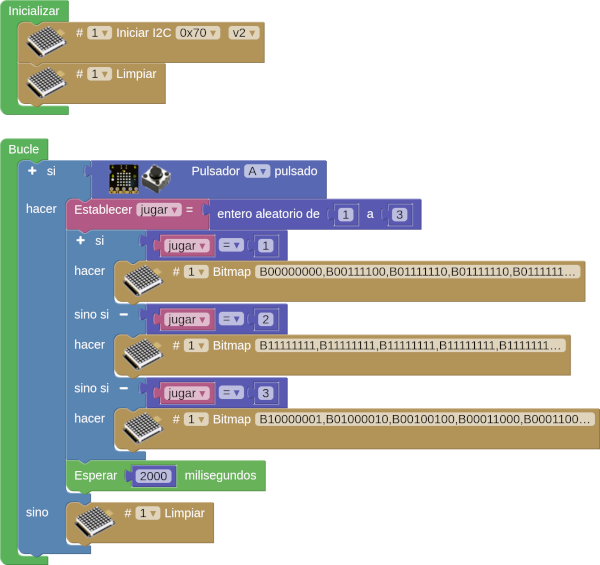 Inicializar
# 1 ▾ Iniciar I2C 0x70 ▾ v2 ▾
# 1 ▾ Limpiar
Bucle
+ si Pulsador A ▾ pulsado
hacer Establecer jugar ▾ = entero aleatorio de 1 a 3
+ si jugar ▾ = ▾ 1
hacer # 1 ▾ Bitmap B00000000,B00111100,B01111110,B01111110,B0111111...
sino si − jugar ▾ = ▾ 2
hacer # 1 ▾ Bitmap B11111111,B11111111,B11111111,B11111111,B1111111...
sino si − jugar ▾ = ▾ 3
hacer # 1 ▾ Bitmap B10000001,B01000010,B00100100,B00011000,B0001100...
Esperar 2000 milisegundos
sino # 1 ▾ Limpiar